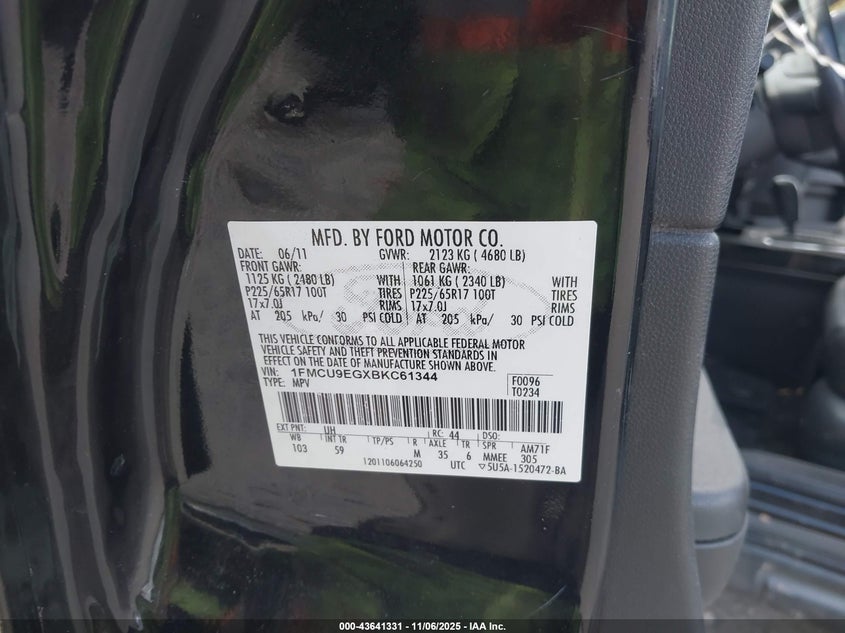 MFD. BY FORD MOTOR CO.
DATE: 06/11 GVWR: 2123 KG ( 4680 LB)
FRONT GAWR: REAR GAWR:
1125 KG ( 2480 LB) WITH 1061 KG ( 2340 LB) WITH
P225/65R17 100T TIRES P225/65R17 100T TIRES
17x7.0J RIMS 17x7.0J RIMS
AT 205 kPa/ 30 PSI COLD AT 205 kPa/ 30 PSI COLD
THIS VEHICLE CONFORMS TO ALL APPLICABLE FEDERAL MOTOR
VEHICLE SAFETY AND THEFT PREVENTION STANDARDS IN
EFFECT ON THE DATE OF MANUFACTURE SHOWN ABOVE.
VIN: 1FMCU9EGXBKC61344 F0096
TYPE: MPV T0234
EXT PNT: UH RC: 44 DSO:
WB INT TR TP/PS R AXLE TR SPR AM71F
103 59 M 35 6 MMEE 305
1201106064250 UTC ▽5U5A-1520472-BA
000-43641331 - 11/06/2025 - IAA Inc.